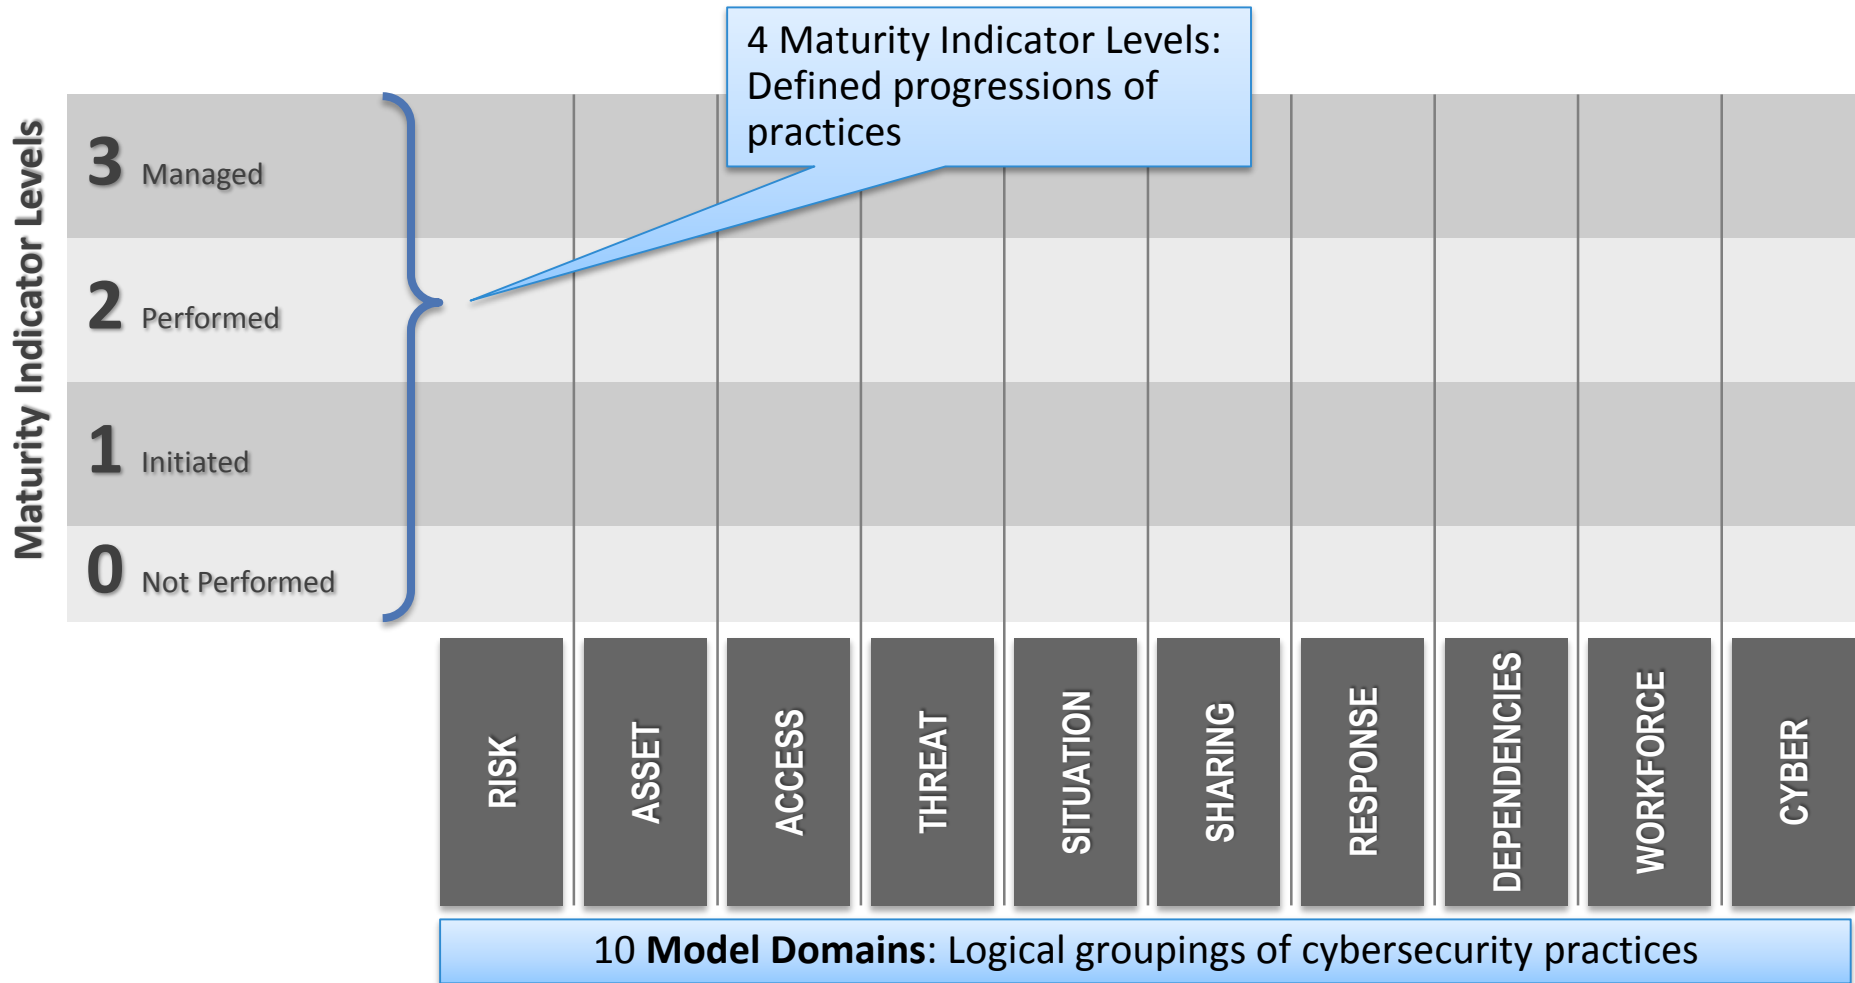 4 Maturity Indicator Levels:
Defined progressions of
practices
Maturity Indicator Levels
3 Managed
2 Performed
1 Initiated
0 Not Performed
RISK
ASSET
ACCESS
THREAT
SITUATION
SHARING
RESPONSE
DEPENDENCIES
WORKFORCE
CYBER
10 Model Domains: Logical groupings of cybersecurity practices